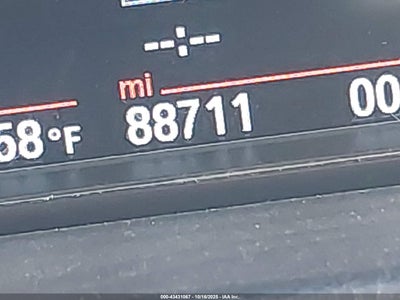 --:--
mi
58°F 88711 00
000-43431067 - 10/16/2025 - IAA Inc.